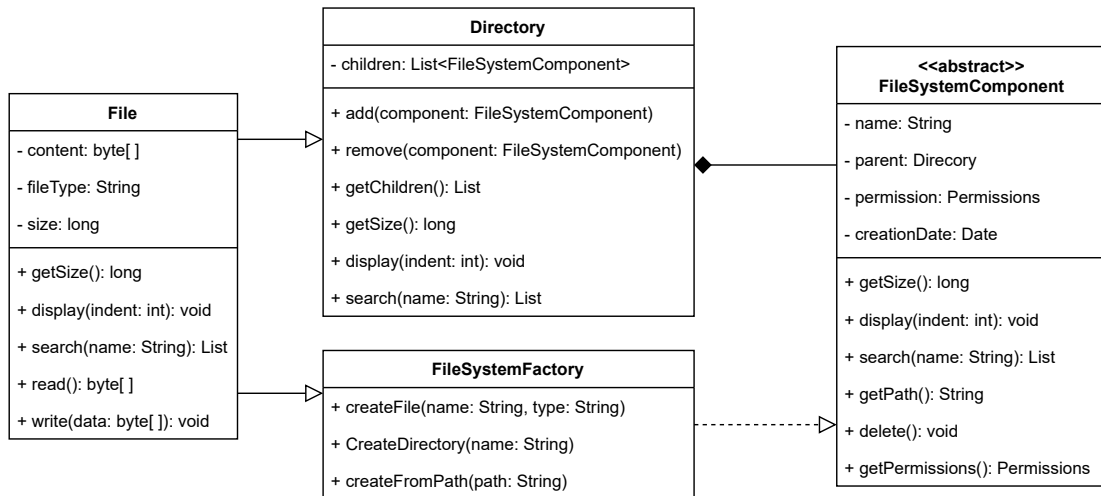 File
- content: byte[ ]
- fileType: String
- size: long
+ getSize(): long
+ display(indent: int): void
+ search(name: String): List
+ read(): byte[ ]
+ write(data: byte[ ]): void
Directory
- children: List<FileSystemComponent>
+ add(component: FileSystemComponent)
+ remove(component: FileSystemComponent)
+ getChildren(): List
+ getSize(): long
+ display(indent: int): void
+ search(name: String): List
FileSystemFactory
+ createFile(name: String, type: String)
+ CreateDirectory(name: String)
+ createFromPath(path: String)
<<abstract>>
FileSystemComponent
- name: String
- parent: Direcory
- permission: Permissions
- creationDate: Date
+ getSize(): long
+ display(indent: int): void
+ search(name: String): List
+ getPath(): String
+ delete(): void
+ getPermissions(): Permissions